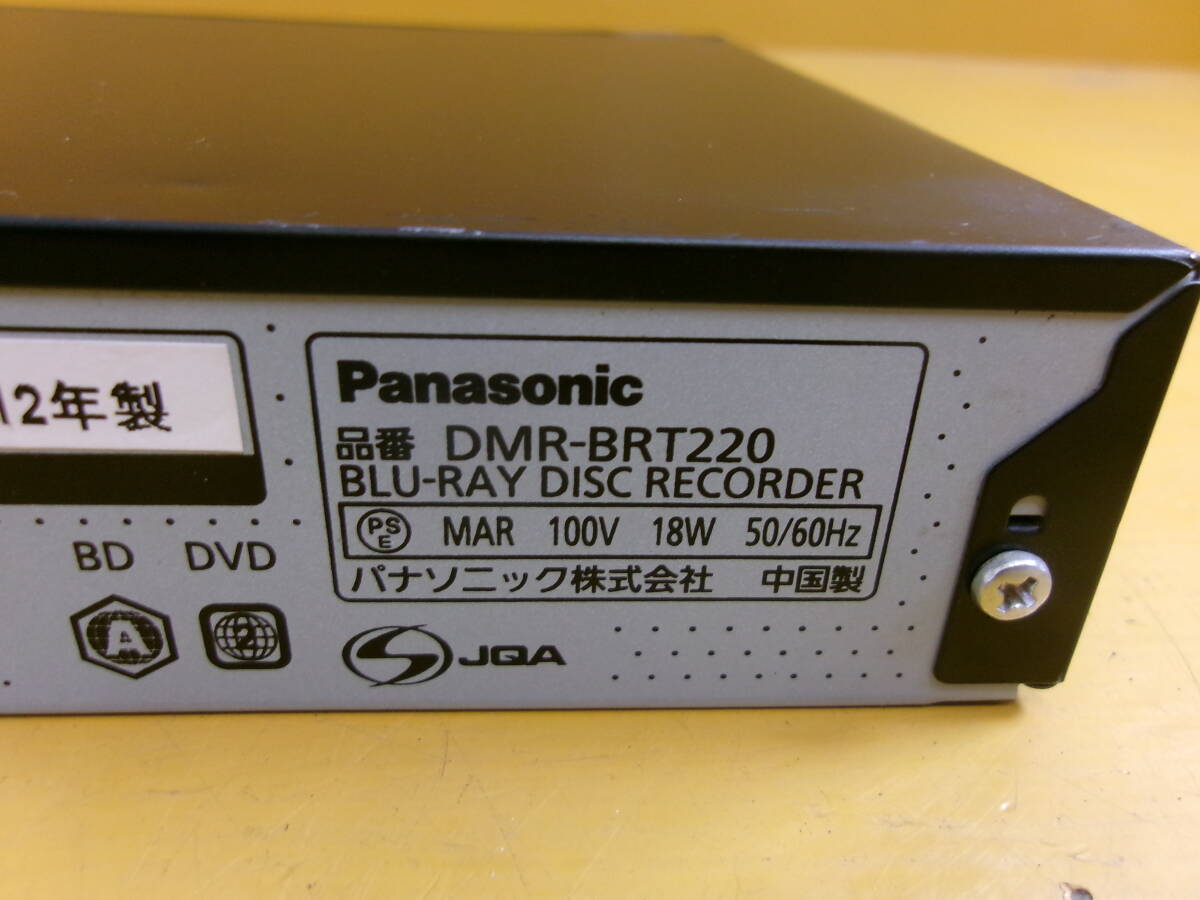 12年製
Panasonic
品番 DMR-BRT220
BLU-RAY DISC RECORDER
PS E MAR 100V 18W 50/60Hz
パナソニック株式会社 中国製
BD DVD
A 2
JQA